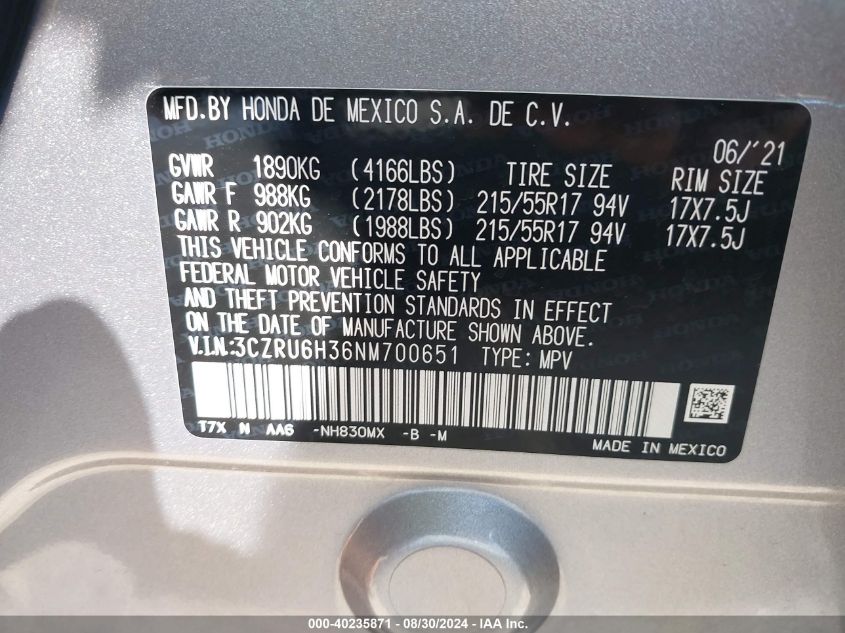 MFD.BY HONDA DE MEXICO S.A. DE C.V.
06/'21
GVWR 1890KG (4166LBS) TIRE SIZE RIM SIZE
GAWR F 988KG (2178LBS) 215/55R17 94V 17X7.5J
GAWR R 902KG (1988LBS) 215/55R17 94V 17X7.5J
THIS VEHICLE CONFORMS TO ALL APPLICABLE
FEDERAL MOTOR VEHICLE SAFETY
AND THEFT PREVENTION STANDARDS IN EFFECT
ON THE DATE OF MANUFACTURE SHOWN ABOVE.
V.I.N:3CZRU6H36NM700651 TYPE: MPV
T7X N AA6 -NH830MX -B -M
MADE IN MEXICO
000-40235871 - 08/30/2024 - IAA Inc.